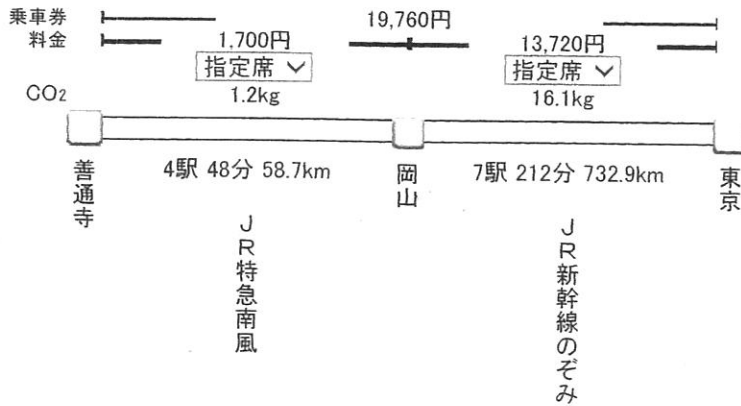 乗車券 19,760円
料金 1,700円 13,720円
指定席 指定席
CO2 1.2kg 16.1kg
4駅 48分 58.7km 7駅 212分 732.9km
善通寺
岡山
東京
JR特急南風
JR新幹線のぞみ